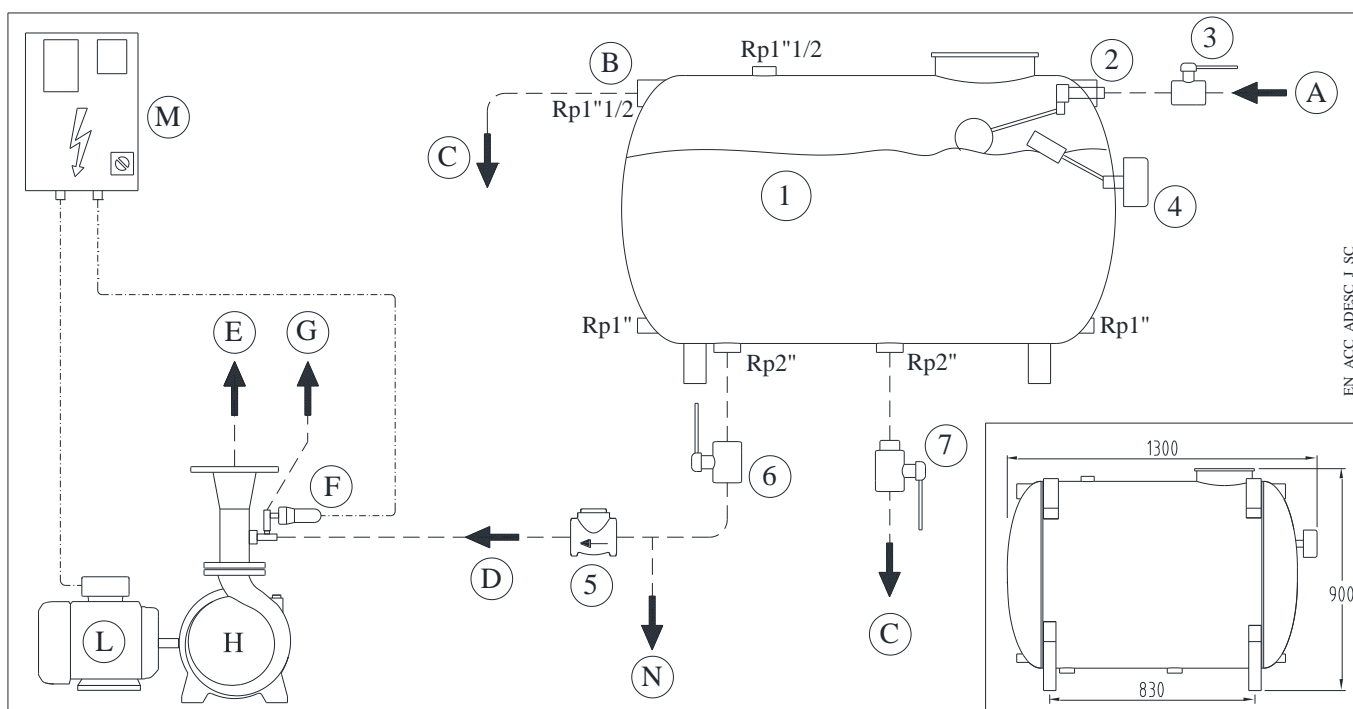 Rp1"1/2
3
B
2
A
Rp1"1/2
M
C
1
4
EN_ACC_ADESC_J_SC
Rp1"
Rp1"
E
G
Rp2"
Rp2"
6
7
1300
F
5
D
900
L
H
N
C
830